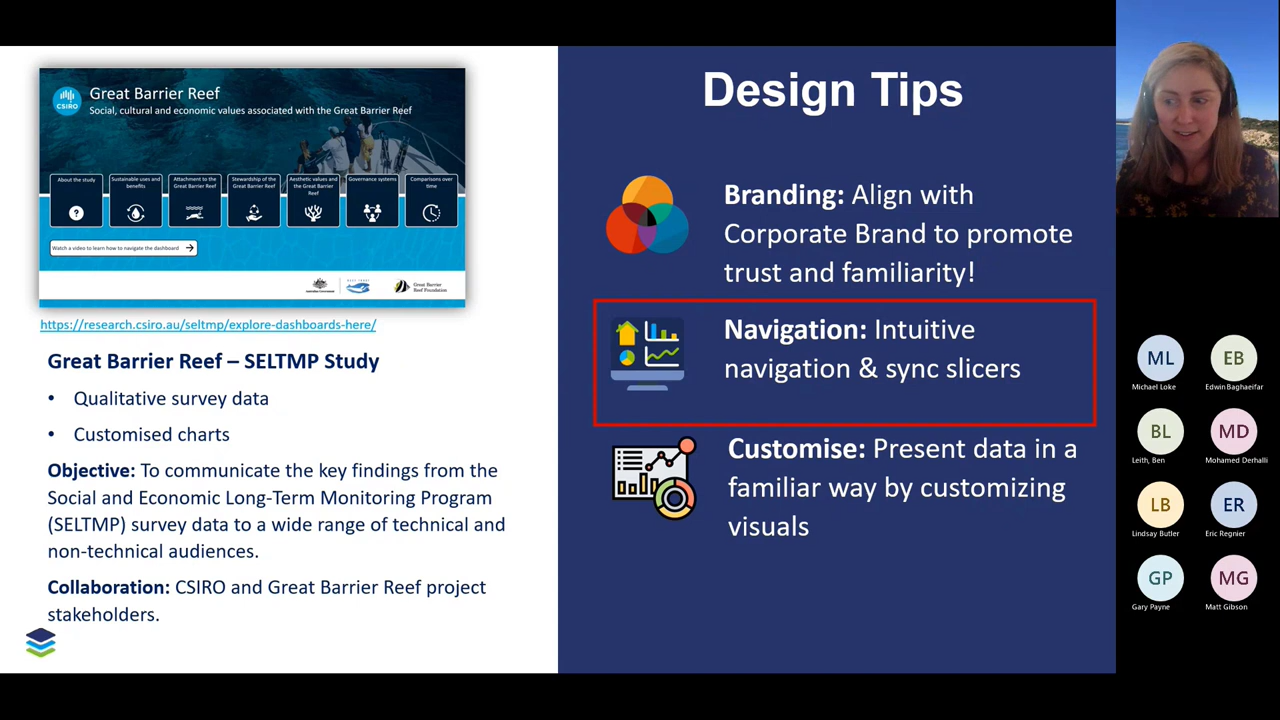 CSIRO
Great Barrier Reef
Social, cultural and economic values associated with the Great Barrier Reef
About the study
Sustainable uses and
benefits
Attachment to the
Great Barrier Reef
Stewardship of the
Great Barrier Reef
Aesthetic values and
the Great Barrier
Reef
Governance systems
Comparisons over
time
Watch a video to learn how to navigate the dashboard
Great Barrier
Reef Foundation
https://research.csiro.au/seltmp/explore-dashboards-here/
Great Barrier Reef – SELTMP Study
• Qualitative survey data
• Customised charts
Objective: To communicate the key findings from the
Social and Economic Long-Term Monitoring Program
(SELTMP) survey data to a wide range of technical and
non-technical audiences.
Collaboration: CSIRO and Great Barrier Reef project
stakeholders.
Design Tips
Branding: Align with
Corporate Brand to promote
trust and familiarity!
Navigation: Intuitive
navigation & sync slicers
Customise: Present data in a
familiar way by customizing
visuals
ML
Michael Loke
EB
Edwin Baghaeifar
BL
Leith, Ben
MD
Mohamed Derhalli
LB
Lindsay Butler
ER
Eric Regnier
GP
Gary Payne
MG
Matt Gibson